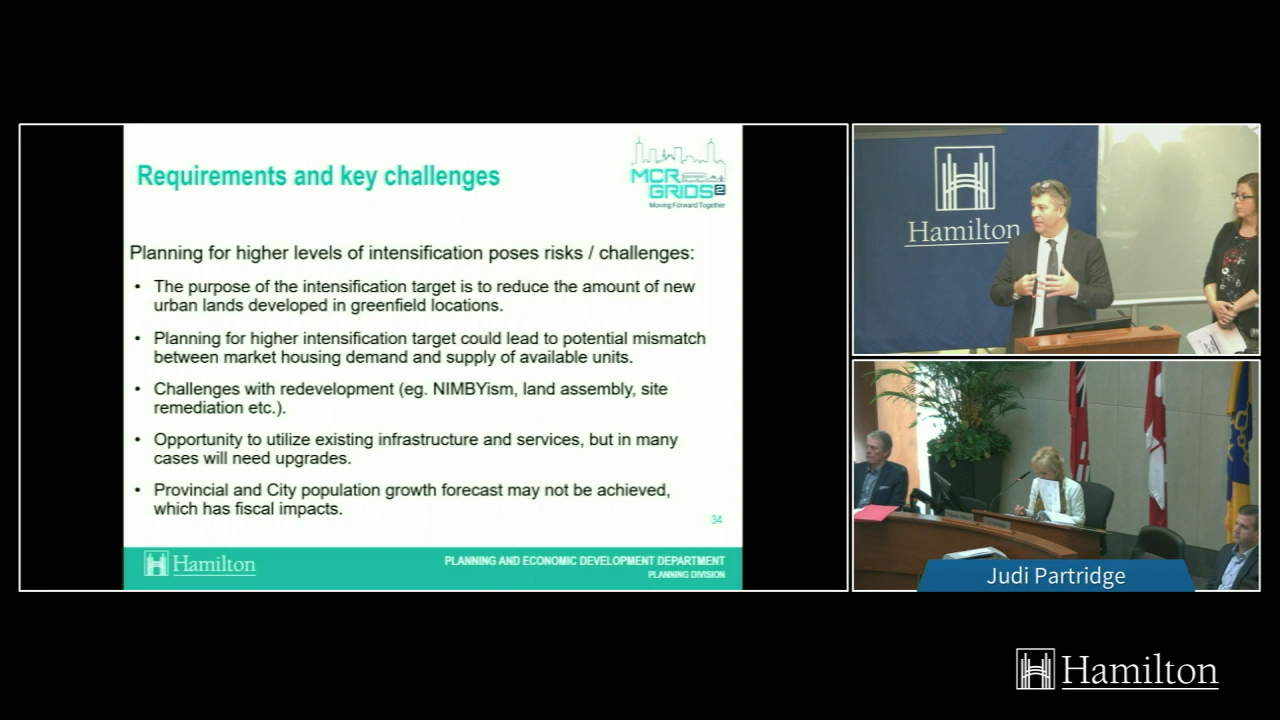 Requirements and key challenges
MCR
GRIDS2
Moving Forward Together
Planning for higher levels of intensification poses risks / challenges:
• The purpose of the intensification target is to reduce the amount of new
urban lands developed in greenfield locations.
• Planning for higher intensification target could lead to potential mismatch
between market housing demand and supply of available units.
• Challenges with redevelopment (eg. NIMBYism, land assembly, site
remediation etc.).
• Opportunity to utilize existing infrastructure and services, but in many
cases will need upgrades.
• Provincial and City population growth forecast may not be achieved,
which has fiscal impacts.
34
Hamilton
PLANNING AND ECONOMIC DEVELOPMENT DEPARTMENT
PLANNING DIVISION
Hamilton
Judi Partridge
Hamilton